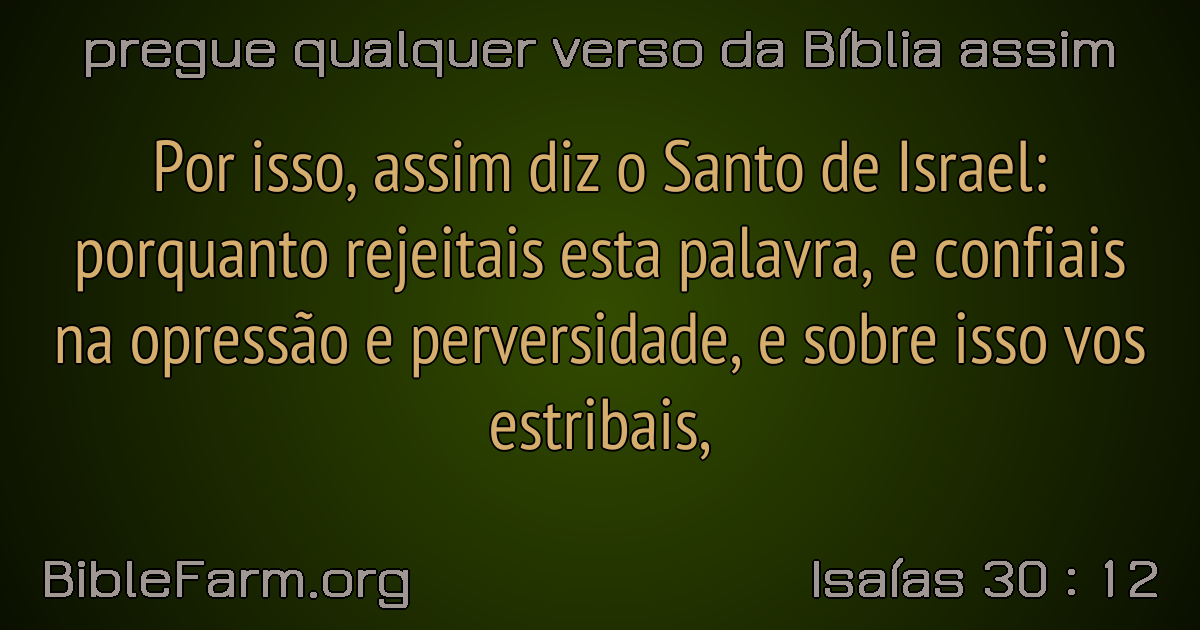 pregue qualquer verso da Bíblia assim
Por isso, assim diz o Santo de Israel:
porquanto rejeitais esta palavra, e confiais
na opressão e perversidade, e sobre isso vos
estribais,
BibleFarm.org
Isaías 30 : 12